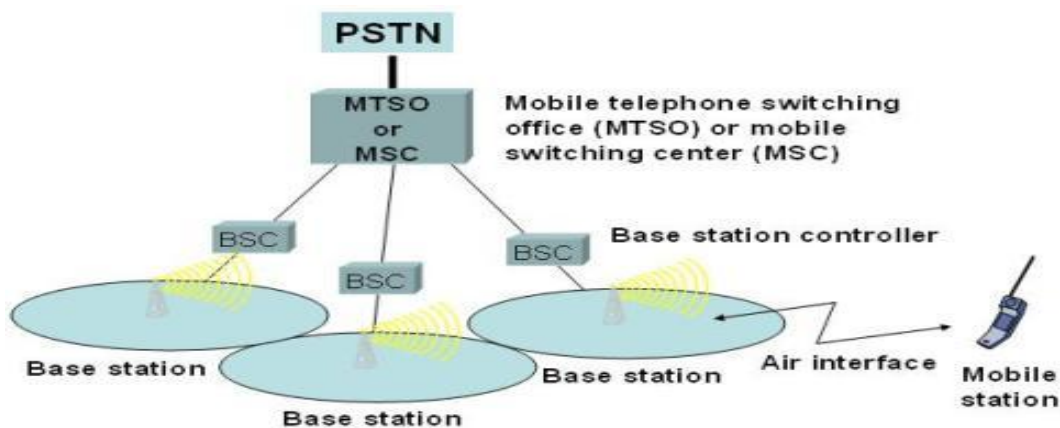 PSTN
MTSO
or
MSC
Mobile telephone switching
office (MTSO) or mobile
switching center (MSC)
BSC
BSC
BSC
Base station controller
Base station
Base station
Base station
Air interface
Mobile
station